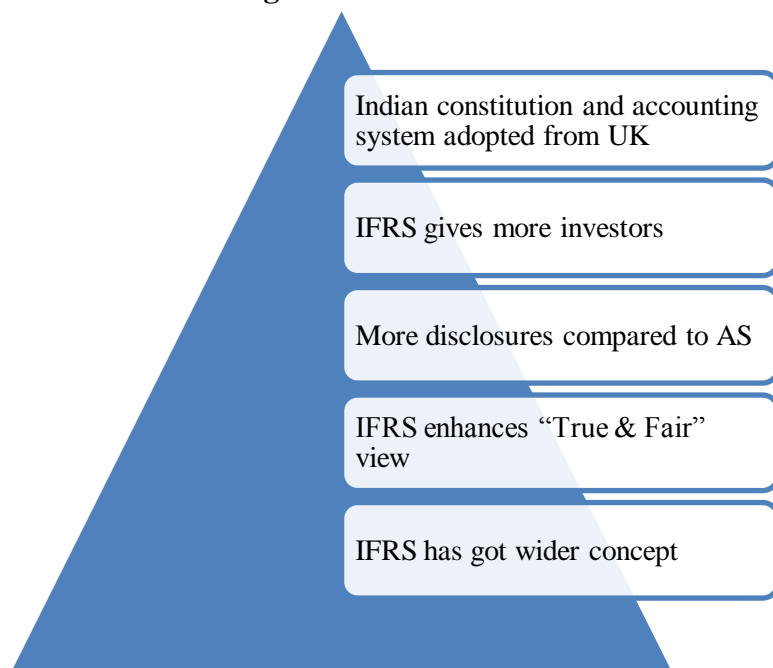 Indian constitution and accounting
system adopted from UK
IFRS gives more investors
More disclosures compared to AS
IFRS enhances “True & Fair”
view
IFRS has got wider concept